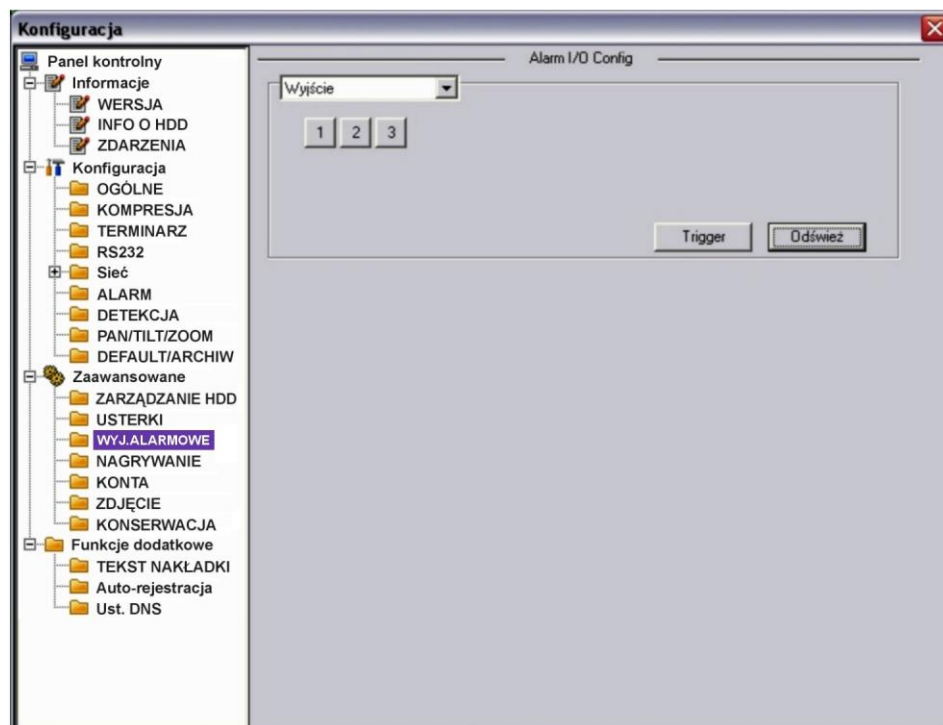 Konfiguracja
Panel kontrolny
Informacje
WERSJA
INFO O HDD
ZDARZENIA
Konfiguracja
OGÓLNE
KOMPRESJA
TERMINARZ
RS232
Sieć
ALARM
DETEKCJA
PAN/TILT/ZOOM
DEFAULT/ARCHIW
Zaawansowane
ZARZĄDZANIE HDD
USTERKI
WYJ.ALARMOWE
NAGRYWANIE
KONTA
ZDJĘCIE
KONSERWACJA
Funkcje dodatkowe
TEKST NAKŁADKI
Auto-rejestracja
Ust. DNS
Alarm I/O Config
Wyjście
1 2 3
Trigger Odśwież